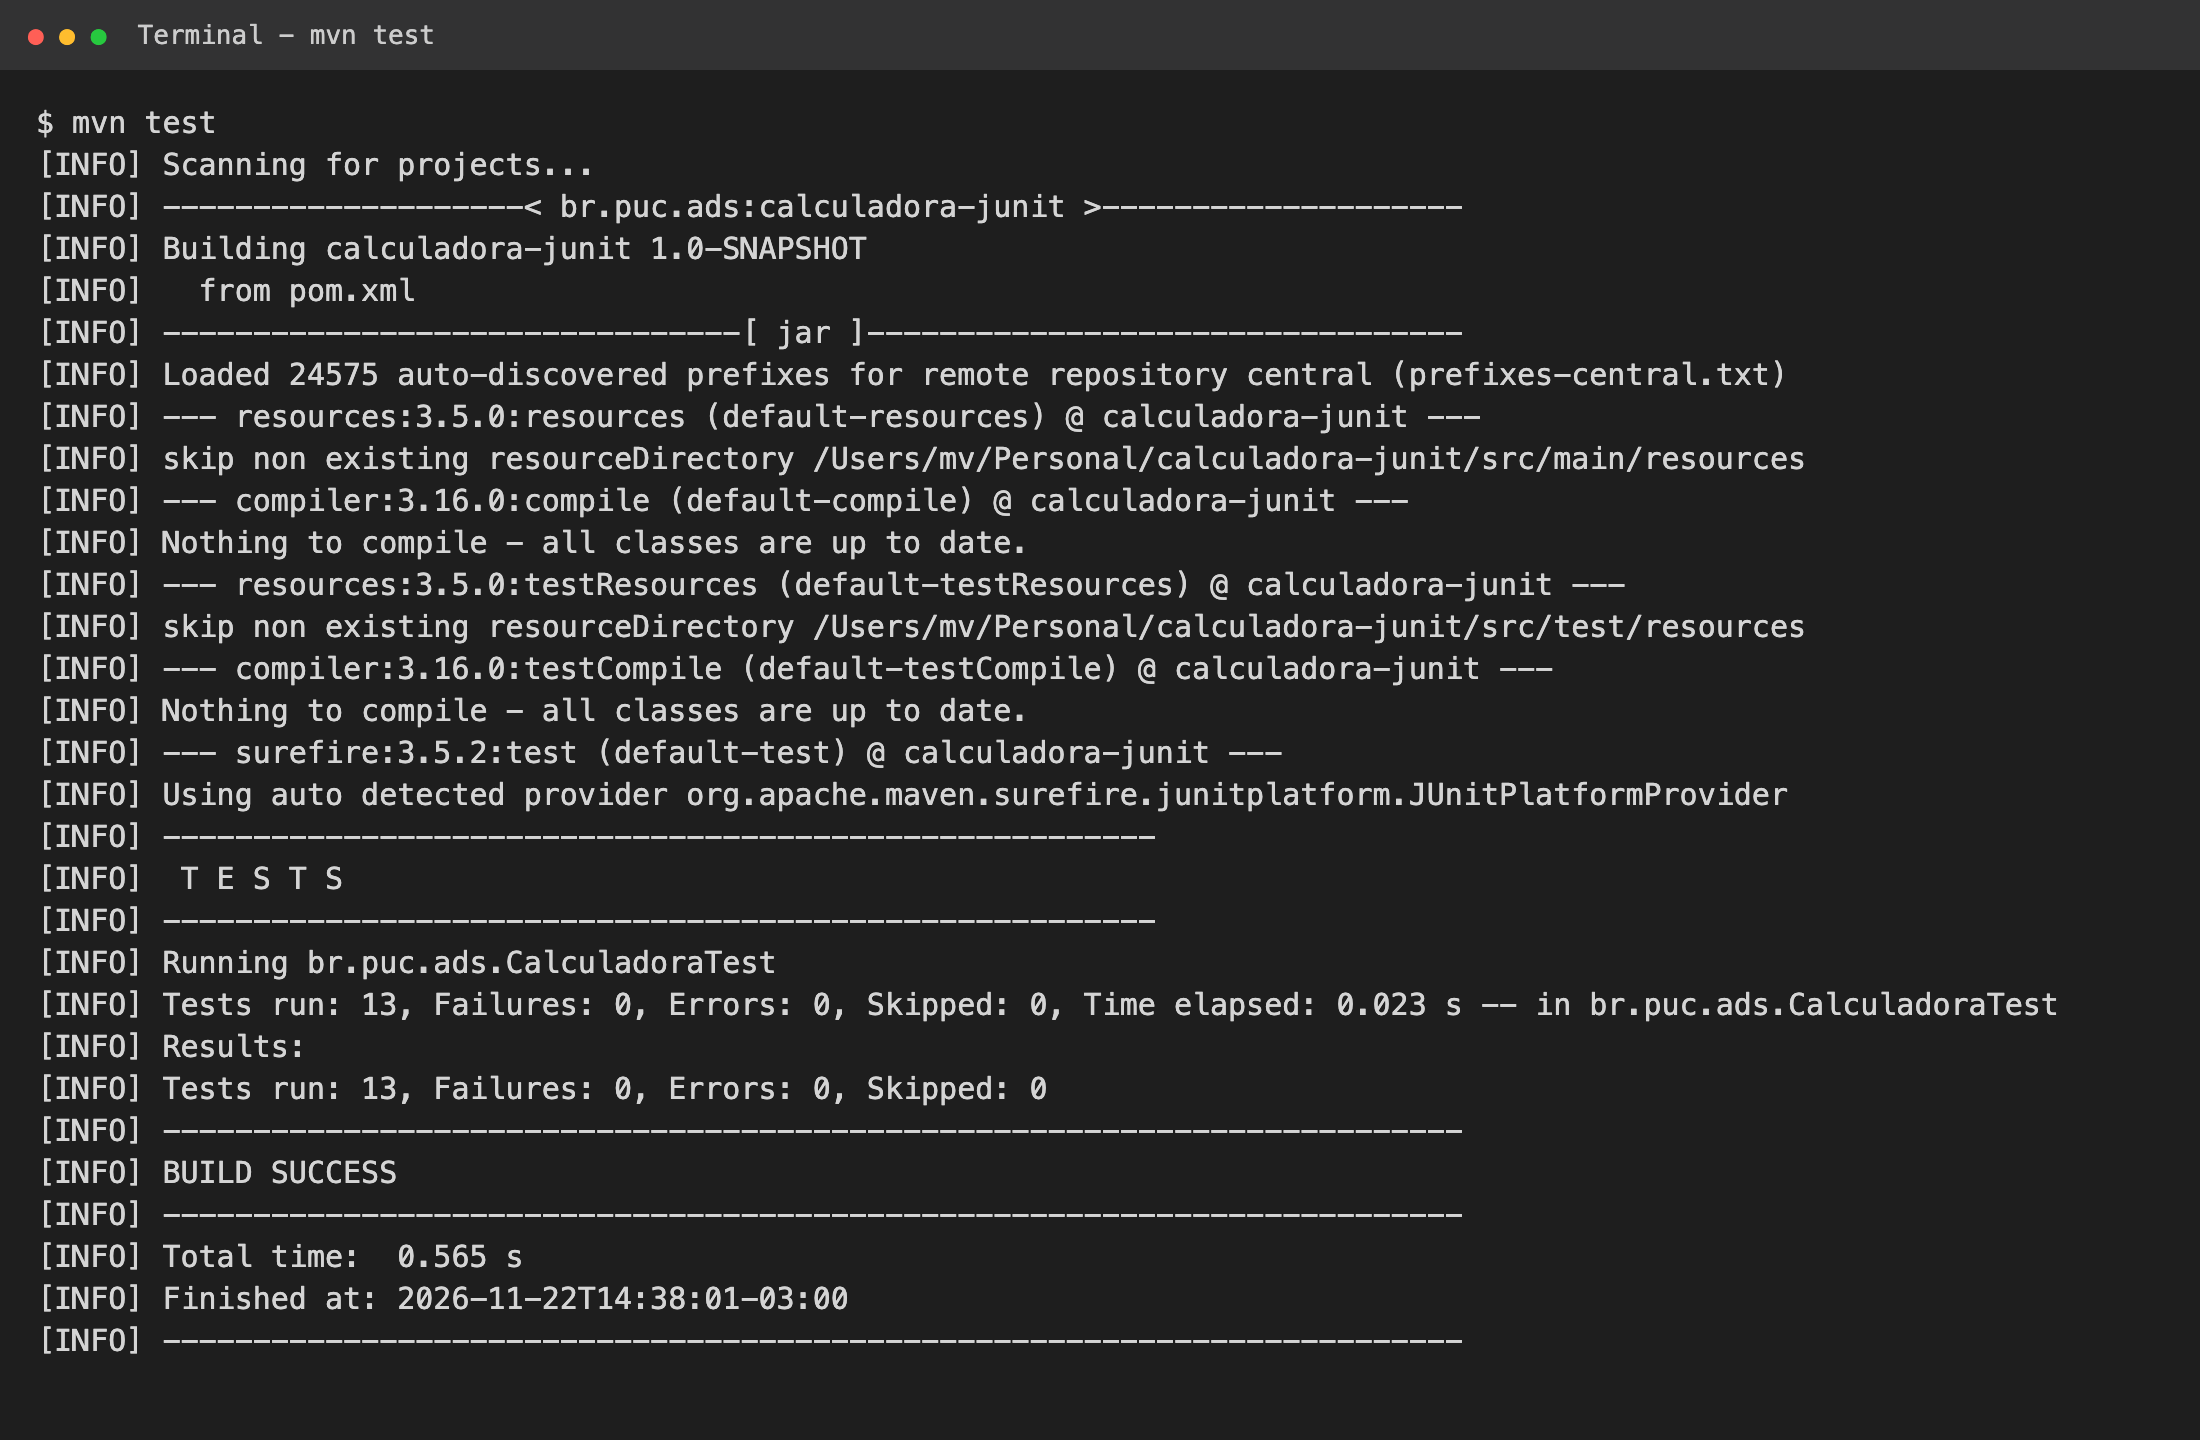 Terminal — mvn test
$ mvn test
[INFO] Scanning for projects...
[INFO] --------------------< br.puc.ads:calculadora-junit >--------------------
[INFO] Building calculadora-junit 1.0-SNAPSHOT
[INFO]   from pom.xml
[INFO] --------------------------------[ jar ]---------------------------------
[INFO] Loaded 24575 auto-discovered prefixes for remote repository central (prefixes-central.txt)
[INFO] --- resources:3.5.0:resources (default-resources) @ calculadora-junit ---
[INFO] skip non existing resourceDirectory /Users/mv/Personal/calculadora-junit/src/main/resources
[INFO] --- compiler:3.16.0:compile (default-compile) @ calculadora-junit ---
[INFO] Nothing to compile - all classes are up to date.
[INFO] --- resources:3.5.0:testResources (default-testResources) @ calculadora-junit ---
[INFO] skip non existing resourceDirectory /Users/mv/Personal/calculadora-junit/src/test/resources
[INFO] --- compiler:3.16.0:testCompile (default-testCompile) @ calculadora-junit ---
[INFO] Nothing to compile - all classes are up to date.
[INFO] --- surefire:3.5.2:test (default-test) @ calculadora-junit ---
[INFO] Using auto detected provider org.apache.maven.surefire.junitplatform.JUnitPlatformProvider
[INFO] -------------------------------------------------------
[INFO]  T E S T S
[INFO] -------------------------------------------------------
[INFO] Running br.puc.ads.CalculadoraTest
[INFO] Tests run: 13, Failures: 0, Errors: 0, Skipped: 0, Time elapsed: 0.023 s -- in br.puc.ads.CalculadoraTest
[INFO] Results:
[INFO] Tests run: 13, Failures: 0, Errors: 0, Skipped: 0
[INFO] ------------------------------------------------------------------------
[INFO] BUILD SUCCESS
[INFO] ------------------------------------------------------------------------
[INFO] Total time:  0.565 s
[INFO] Finished at: 2026-11-22T14:38:01-03:00
[INFO] ------------------------------------------------------------------------